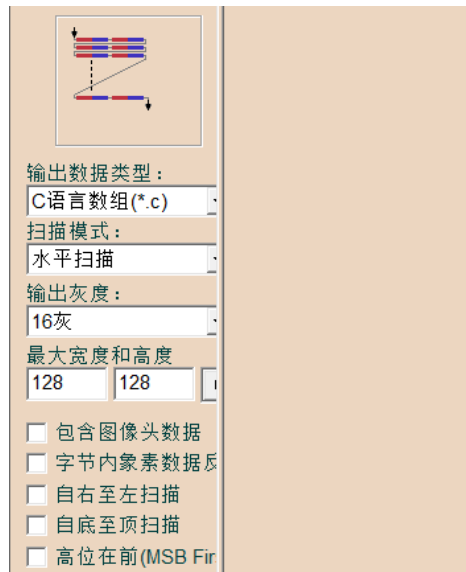 输出数据类型：
C语言数组(*.c)
扫描模式：
水平扫描
输出灰度：
16灰
最大宽度和高度
128 128
包含图像头数据
字节内象素数据反
自右至左扫描
自底至顶扫描
高位在前(MSB Fir